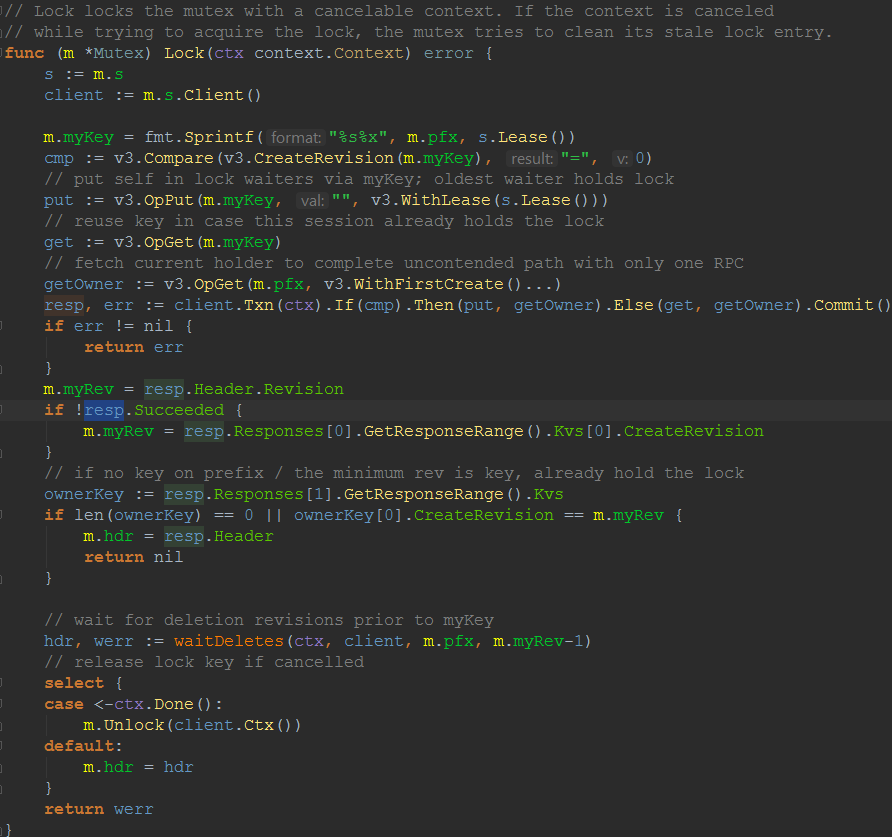 // Lock locks the mutex with a cancelable context. If the context is canceled
// while trying to acquire the lock, the mutex tries to clean its stale lock entry.
func (m *Mutex) Lock(ctx context.Context) error {
    s := m.s
    client := m.s.Client()

    m.myKey = fmt.Sprintf( format: "%s%x", m.pfx, s.Lease())
    cmp := v3.Compare(v3.CreateRevision(m.myKey), result: "=", v: 0)
    // put self in lock waiters via myKey; oldest waiter holds lock
    put := v3.OpPut(m.myKey, val: "", v3.WithLease(s.Lease()))
    // reuse key in case this session already holds the lock
    get := v3.OpGet(m.myKey)
    // fetch current holder to complete uncontended path with only one RPC
    getOwner := v3.OpGet(m.pfx, v3.WithFirstCreate()...)
    resp, err := client.Txn(ctx).If(cmp).Then(put, getOwner).Else(get, getOwner).Commit()
    if err != nil {
        return err
    }
    m.myRev = resp.Header.Revision
    if !resp.Succeeded {
        m.myRev = resp.Responses[0].GetResponseRange().Kvs[0].CreateRevision
    }
    // if no key on prefix / the minimum rev is key, already hold the lock
    ownerKey := resp.Responses[1].GetResponseRange().Kvs
    if len(ownerKey) == 0 || ownerKey[0].CreateRevision == m.myRev {
        m.hdr = resp.Header
        return nil
    }

    // wait for deletion revisions prior to myKey
    hdr, werr := waitDeletes(ctx, client, m.pfx, m.myRev-1)
    // release lock key if cancelled
    select {
    case <-ctx.Done():
        m.Unlock(client.Ctx())
    default:
        m.hdr = hdr
    }
    return werr
}